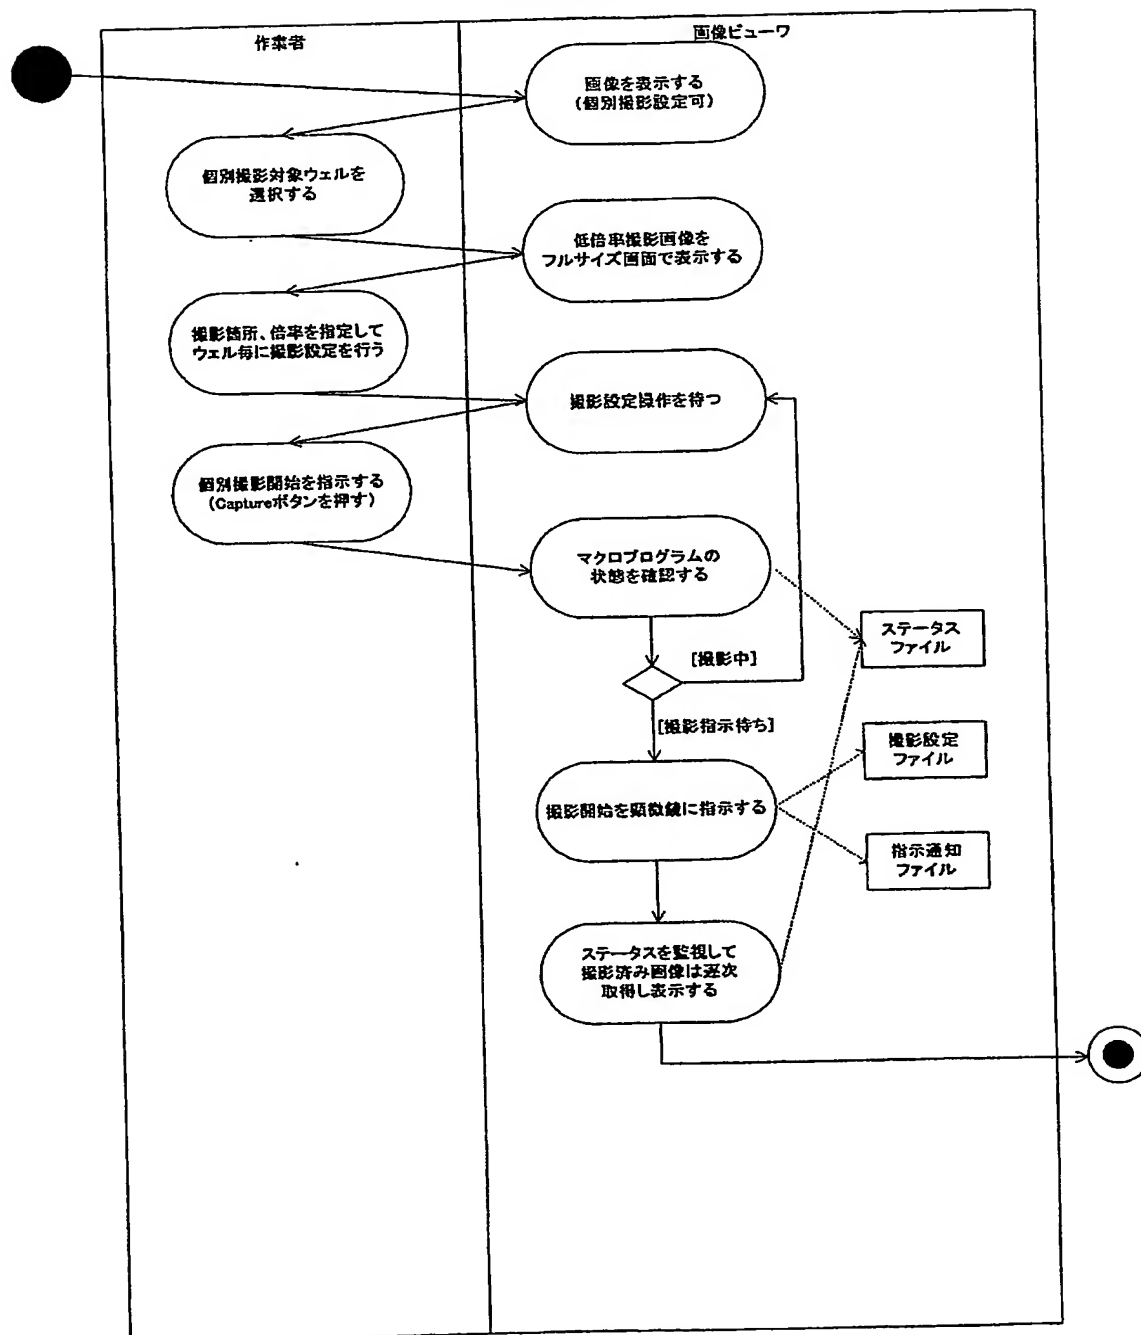 作業者
画像ビューワ
画像を表示する
(個別撮影設定可)
個別撮影対象ウェルを
選択する
低倍率撮影画像を
フルサイズ画面で表示する
撮影箇所、倍率を指定して
ウェル毎に撮影設定を行う
撮影設定操作を待つ
個別撮影開始を指示する
(Captureボタンを押す)
マクロプログラムの
状態を確認する
[撮影中]
ステータス
ファイル
[撮影指示待ち]
撮影設定
ファイル
撮影開始を顕微鏡に指示する
指示通知
ファイル
ステータスを監視して
撮影済み画像は逐次
取得し表示する